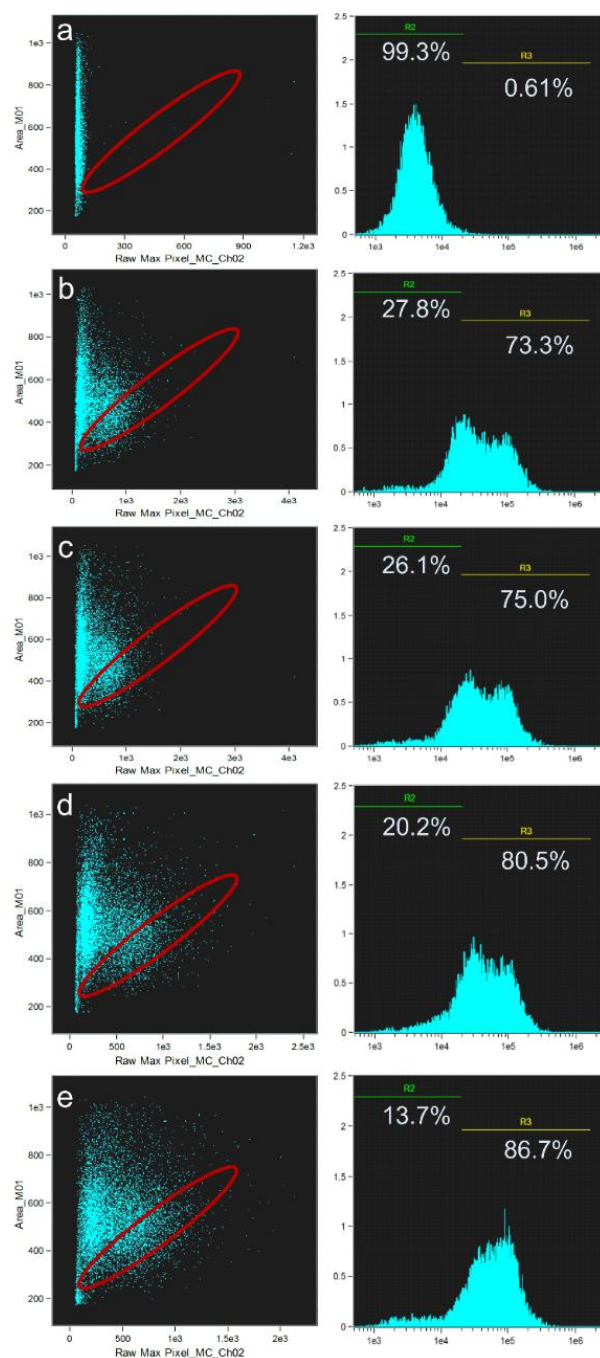 a
1e3
800
600
400
200
Area_M01
0 300 600 900 1.2e3
Raw Max Pixel_MC_Ch02
2.5
2
1.5
1
0.5
0
R2
99.3%
R3
0.61%
1e3 1e4 1e5 1e6
b
1e3
800
600
400
200
Area_M01
0 1e3 2e3 3e3 4e3
Raw Max Pixel_MC_Ch02
2.5
2
1.5
1
0.5
0
R2
27.8%
R3
73.3%
1e3 1e4 1e5 1e6
c
1e3
800
600
400
200
Area_M01
0 1e3 2e3 3e3 4e3
Raw Max Pixel_MC_Ch02
2.5
2
1.5
1
0.5
0
R2
26.1%
R3
75.0%
1e3 1e4 1e5 1e6
d
1e3
800
600
400
200
Area_M01
0 500 1e3 1.5e3 2e3 2.5e3
Raw Max Pixel_MC_Ch02
2.5
2
1.5
1
0.5
0
R2
20.2%
R3
80.5%
1e3 1e4 1e5 1e6
e
1e3
800
600
400
200
Area_M01
0 500 1e3 1.5e3 2e3
Raw Max Pixel_MC_Ch02
2.5
2
1.5
1
0.5
0
R2
13.7%
R3
86.7%
1e3 1e4 1e5 1e6